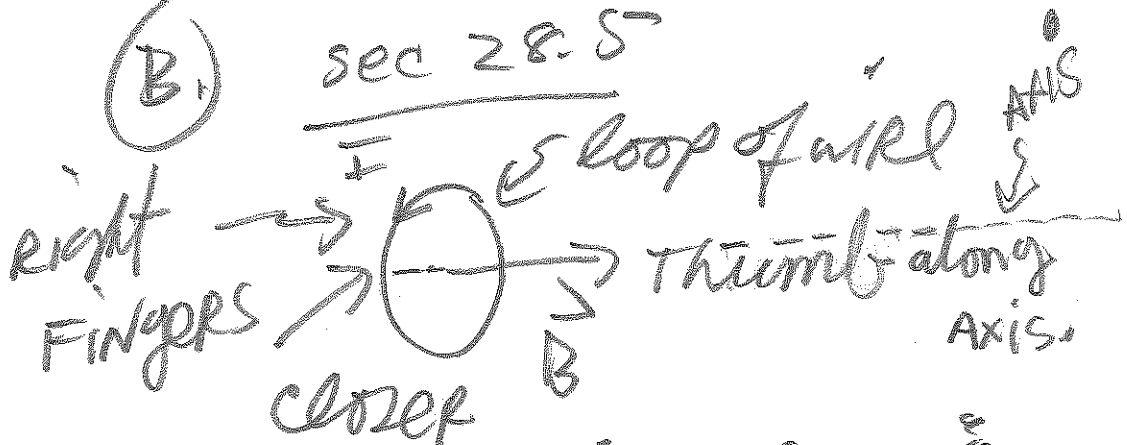 B. sec 28.5
I loop of wire AXIS
Right
Fingers Thumb-along
B Axis.
closer